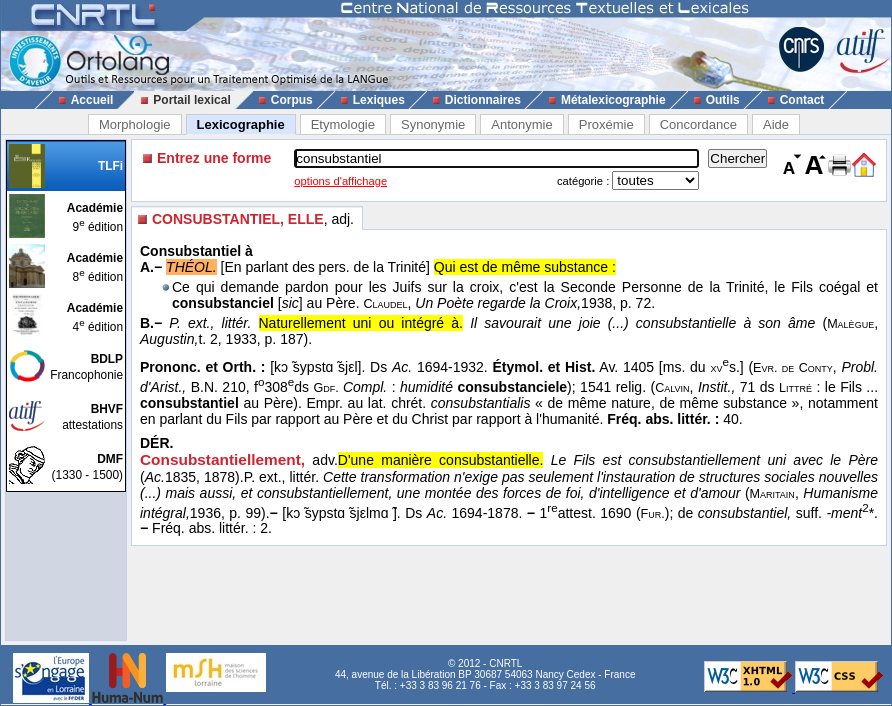 CNRTL Centre National de Ressources Textuelles et Lexicales
INVESTISSEMENTS D'AVENIR
Ortolang
Outils et Ressources pour un Traitement Optimisé de la LANGue
cnrs atilf
Accueil Portail lexical Corpus Lexiques Dictionnaires Métalexicographie Outils Contact
Morphologie Lexicographie Etymologie Synonymie Antonymie Proxémie Concordance Aide
TLFi
Académie
9e édition
Académie
8e édition
Académie
4e édition
BDLP
Francophonie
atilf
BHVF
attestations
DMF
(1330 - 1500)
Entrez une forme consubstantiel Chercher A A
options d'affichage catégorie : toutes
CONSUBSTANTIEL, ELLE, adj.
Consubstantiel à
A.− THÉOL. [En parlant des pers. de la Trinité] Qui est de même substance :
Ce qui demande pardon pour les Juifs sur la croix, c'est la Seconde Personne de la Trinité, le Fils coégal et
consubstanciel [sic] au Père. Claudel, Un Poète regarde la Croix,1938, p. 72.
B.− P. ext., littér. Naturellement uni ou intégré à. Il savourait une joie (...) consubstantielle à son âme (Malègue,
Augustin,t. 2, 1933, p. 187).
Prononc. et Orth. : [kɔ ̃sypstɑ ̃sjεl]. Ds Ac. 1694-1932. Étymol. et Hist. Av. 1405 [ms. du xves.] (Evr. de Conty, Probl.
d'Arist., B.N. 210, fo308eds Gdf. Compl. : humidité consubstanciele); 1541 relig. (Calvin, Instit., 71 ds Littré : le Fils ...
consubstantiel au Père). Empr. au lat. chrét. consubstantialis « de même nature, de même substance », notamment
en parlant du Fils par rapport au Père et du Christ par rapport à l'humanité. Fréq. abs. littér. : 40.
DÉR.
Consubstantiellement, adv.D'une manière consubstantielle. Le Fils est consubstantiellement uni avec le Père
(Ac.1835, 1878).P. ext., littér. Cette transformation n'exige pas seulement l'instauration de structures sociales nouvelles
(...) mais aussi, et consubstantiellement, une montée des forces de foi, d'intelligence et d'amour (Maritain, Humanisme
intégral,1936, p. 99).− [kɔ ̃sypstɑ ̃sjεlmɑ ̃]. Ds Ac. 1694-1878. − 1reattest. 1690 (Fur.); de consubstantiel, suff. -ment2*.
− Fréq. abs. littér. : 2.
l'Europe
s'engage
en Lorraine
avec le FEDER
Huma-Num
msh maison des sciences de l'homme
lorraine
© 2012 - CNRTL
44, avenue de la Libération BP 30687 54063 Nancy Cedex - France
Tél. : +33 3 83 96 21 76 - Fax : +33 3 83 97 24 56
W3C XHTML 1.0 W3C CSS